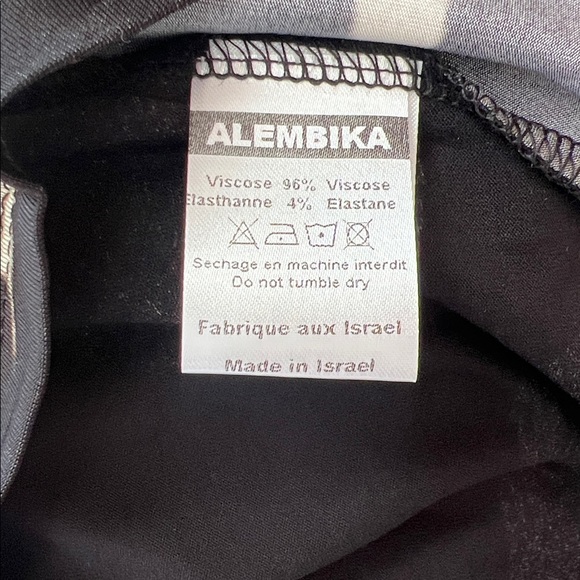 ALEMBIKA
Viscose 96% Viscose
Elasthanne 4% Elastane
Sechage en machine interdit
Do not tumble dry
Fabrique aux Israel
Made in Israel